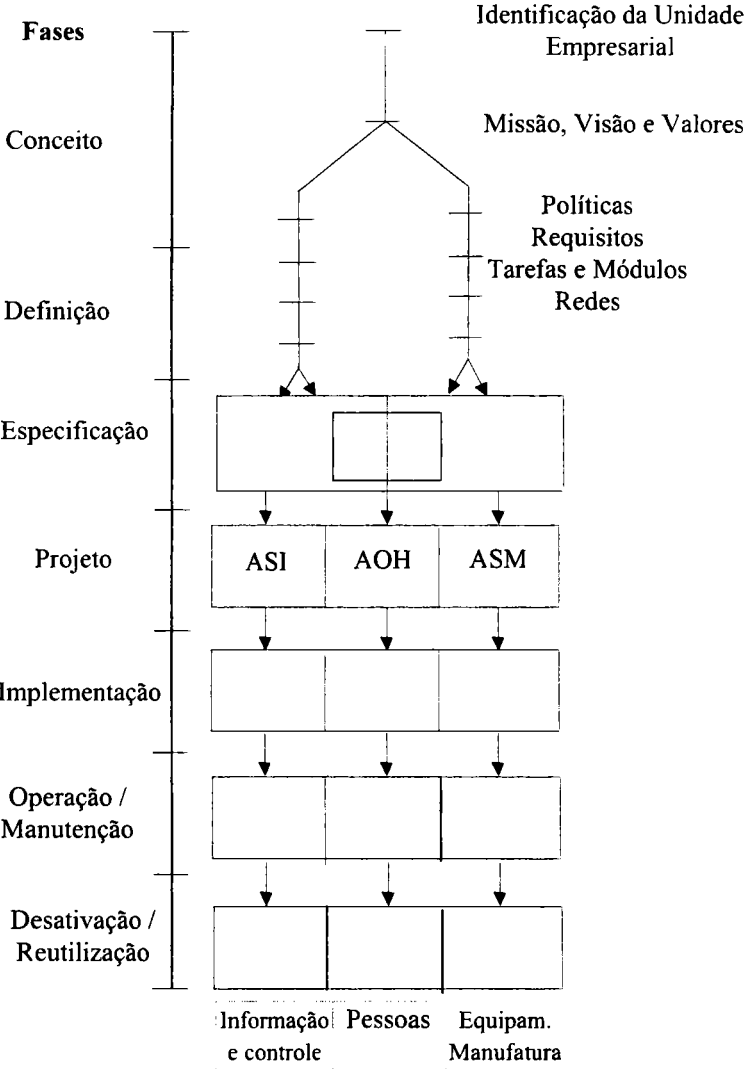 Fases
Identificação da Unidade
Empresarial
Conceito
Missão, Visão e Valores
Políticas
Requisitos
Tarefas e Módulos
Redes
Definição
Especificação
Projeto
ASI
AOH
ASM
Implementação
Operação /
Manutenção
Desativação /
Reutilização
Informação
e controle
Pessoas
Equipam.
Manufatura